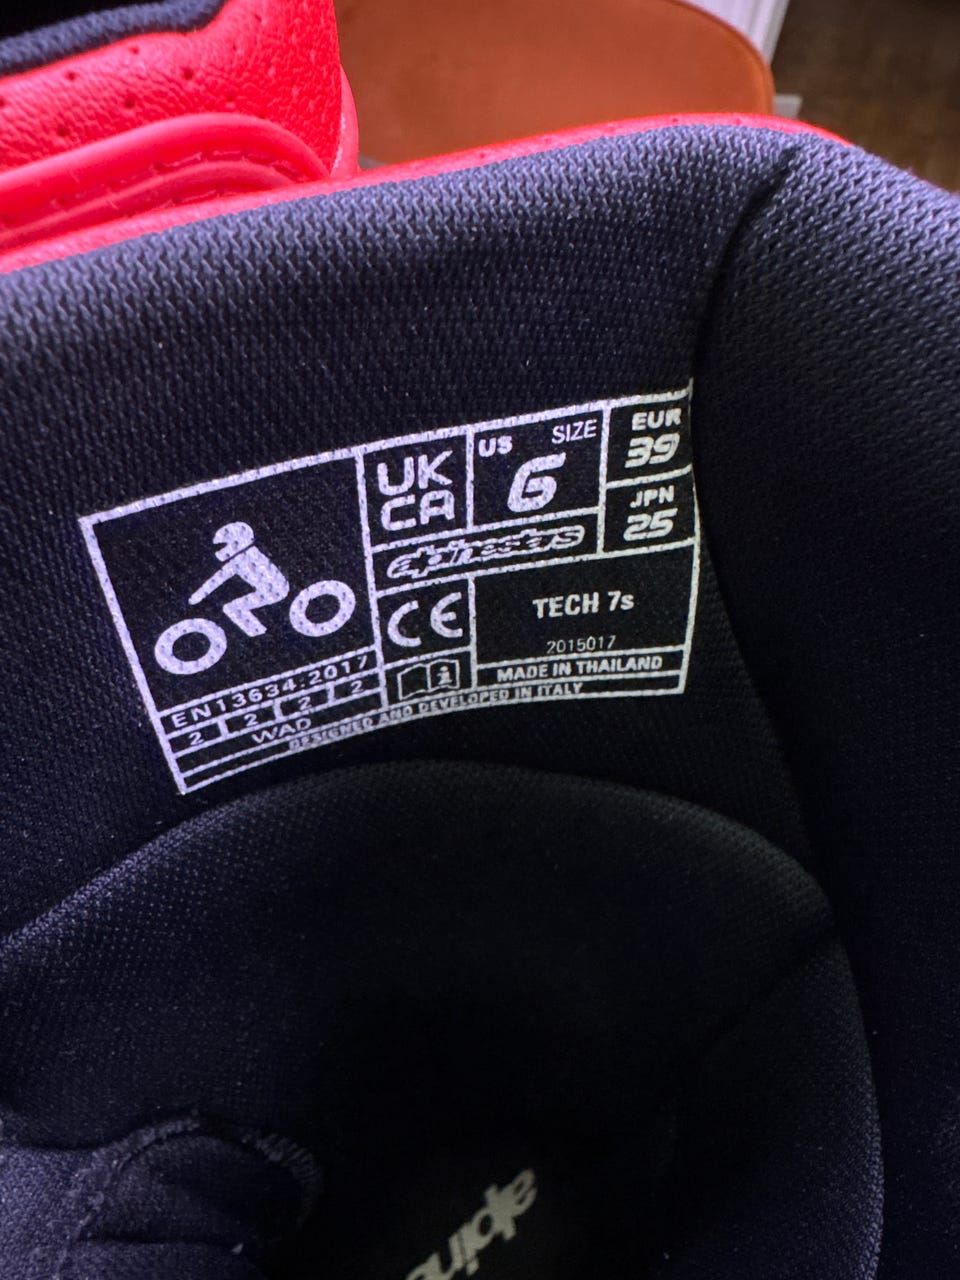 UK
CA
US SIZE
6
EUR
39
JPN
25
alpinestars
CE
TECH 7s
2015017
EN13634:2017
2 2 2 2
WAD
i
MADE IN THAILAND
DESIGNED AND DEVELOPED IN ITALY
alpin